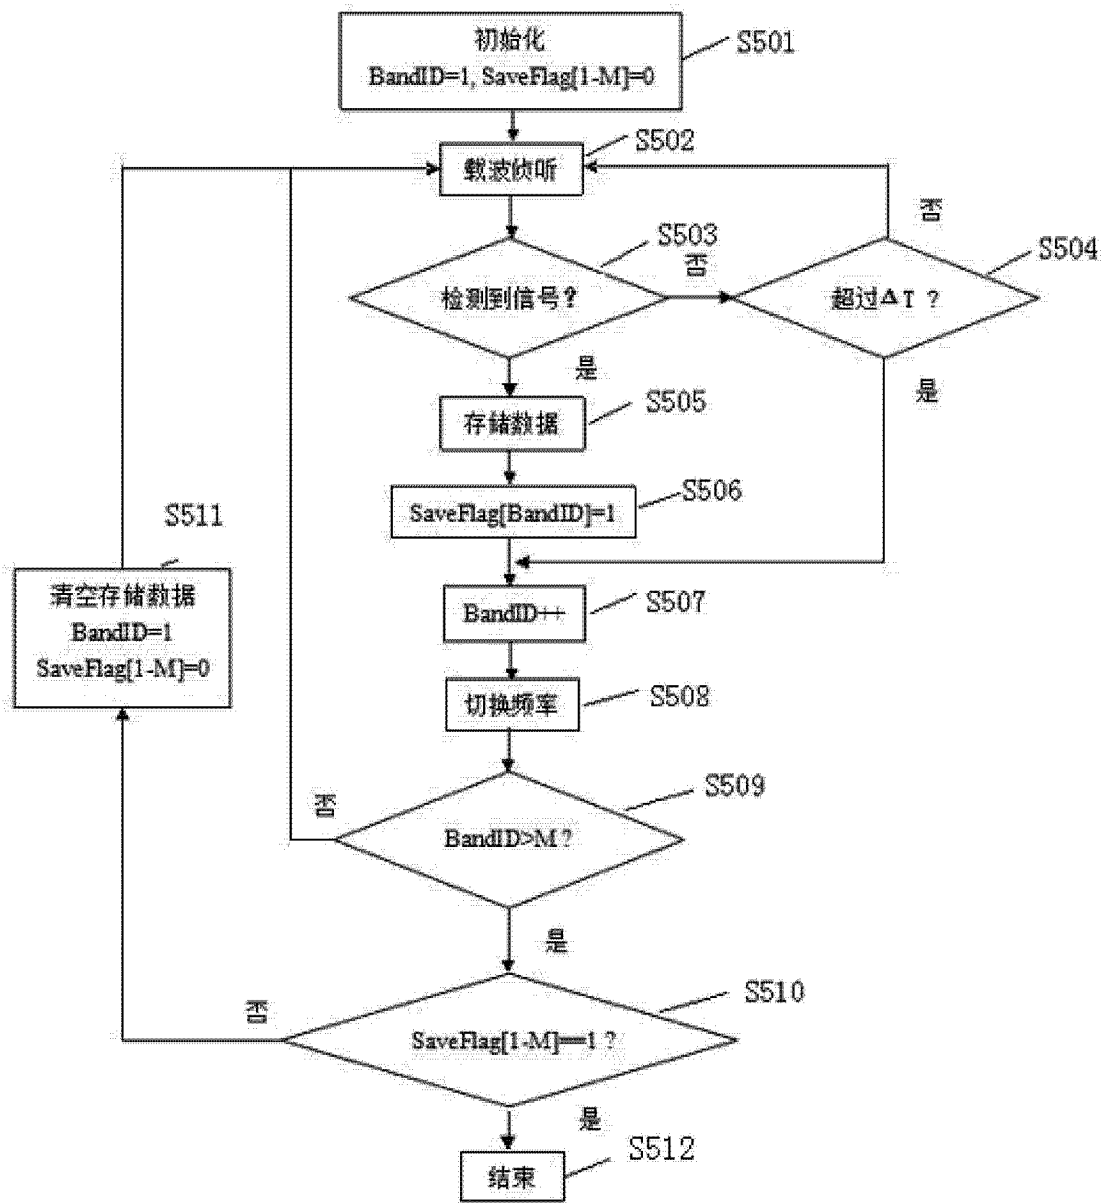 初始化
BandID=1, SaveFlag[1-M]=0
S501
S502
载波侦听
否
S503
S504
否
检测到信号?
超过ΔT ?
是
是
S505
存储数据
S506
SaveFlag[BandID]=1
S511
清空存储数据
BandID=1
SaveFlag[1-M]=0
S507
BandID++
S508
切换频率
S509
否
BandID>M?
是
S510
否
SaveFlag[1-M]==1 ?
是
S512
结束